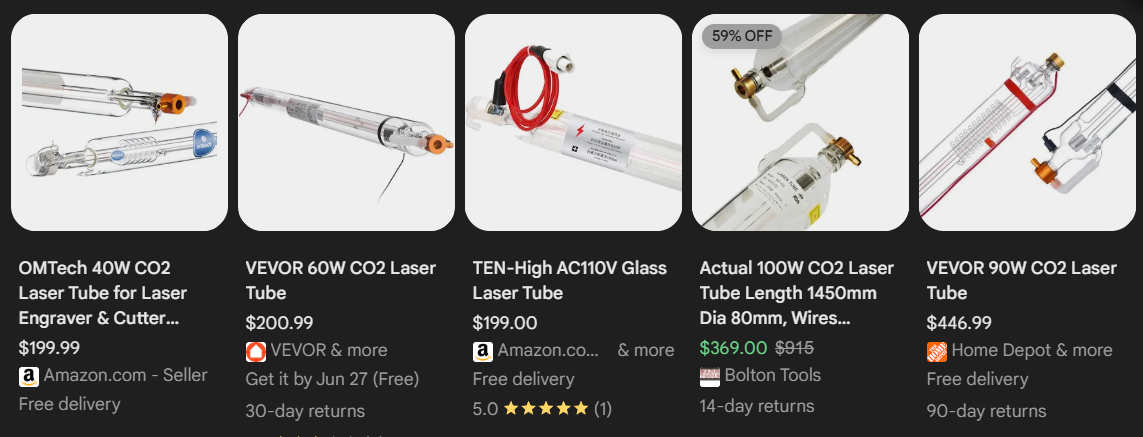 59% OFF
LASER TUBE
OMTech 40W CO2
Laser Tube for Laser
Engraver & Cutter...
$199.99
Amazon.com - Seller
Free delivery
VEVOR 60W CO2 Laser
Tube
$200.99
VEVOR & more
Get it by Jun 27 (Free)
30-day returns
TEN-High AC110V Glass
Laser Tube
$199.00
Amazon.co... & more
Free delivery
5.0 ★★★★★ (1)
Actual 100W CO2 Laser
Tube Length 1450mm
Dia 80mm, Wires...
$369.00 $915
Bolton Tools
14-day returns
VEVOR 90W CO2 Laser
Tube
$446.99
Home Depot & more
Free delivery
90-day returns